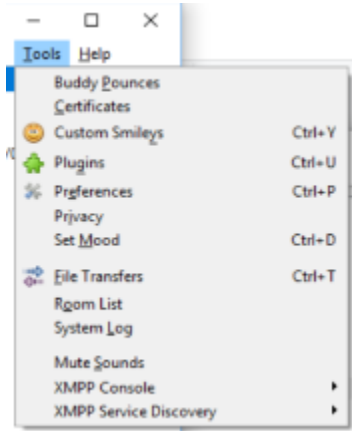 Tools Help
Buddy Pounces
Certificates
Custom Smileys Ctrl+Y
Plugins Ctrl+U
Preferences Ctrl+P
Privacy
Set Mood Ctrl+D
File Transfers Ctrl+T
Room List
System Log
Mute Sounds
XMPP Console
XMPP Service Discovery